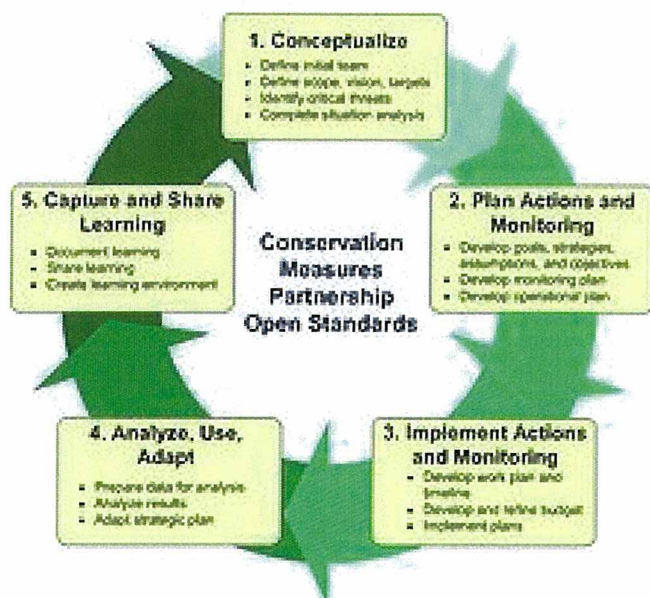 1. Conceptualize
▪ Define initial team
▪ Define scope, vision, targets
▪ Identify critical threats
▪ Complete situation analysis
2. Plan Actions and
Monitoring
▪ Develop goals, strategies,
assumptions, and objectives
▪ Develop monitoring plan
▪ Develop operational plan
3. Implement Actions
and Monitoring
▪ Develop work plan and
timeline
▪ Develop and refine budget
▪ Implement plans
4. Analyze, Use,
Adapt
▪ Prepare data for analysis
▪ Analyze results
▪ Adapt strategic plan
5. Capture and Share
Learning
▪ Document learning
▪ Share learning
▪ Create learning environment
Conservation
Measures
Partnership
Open Standards